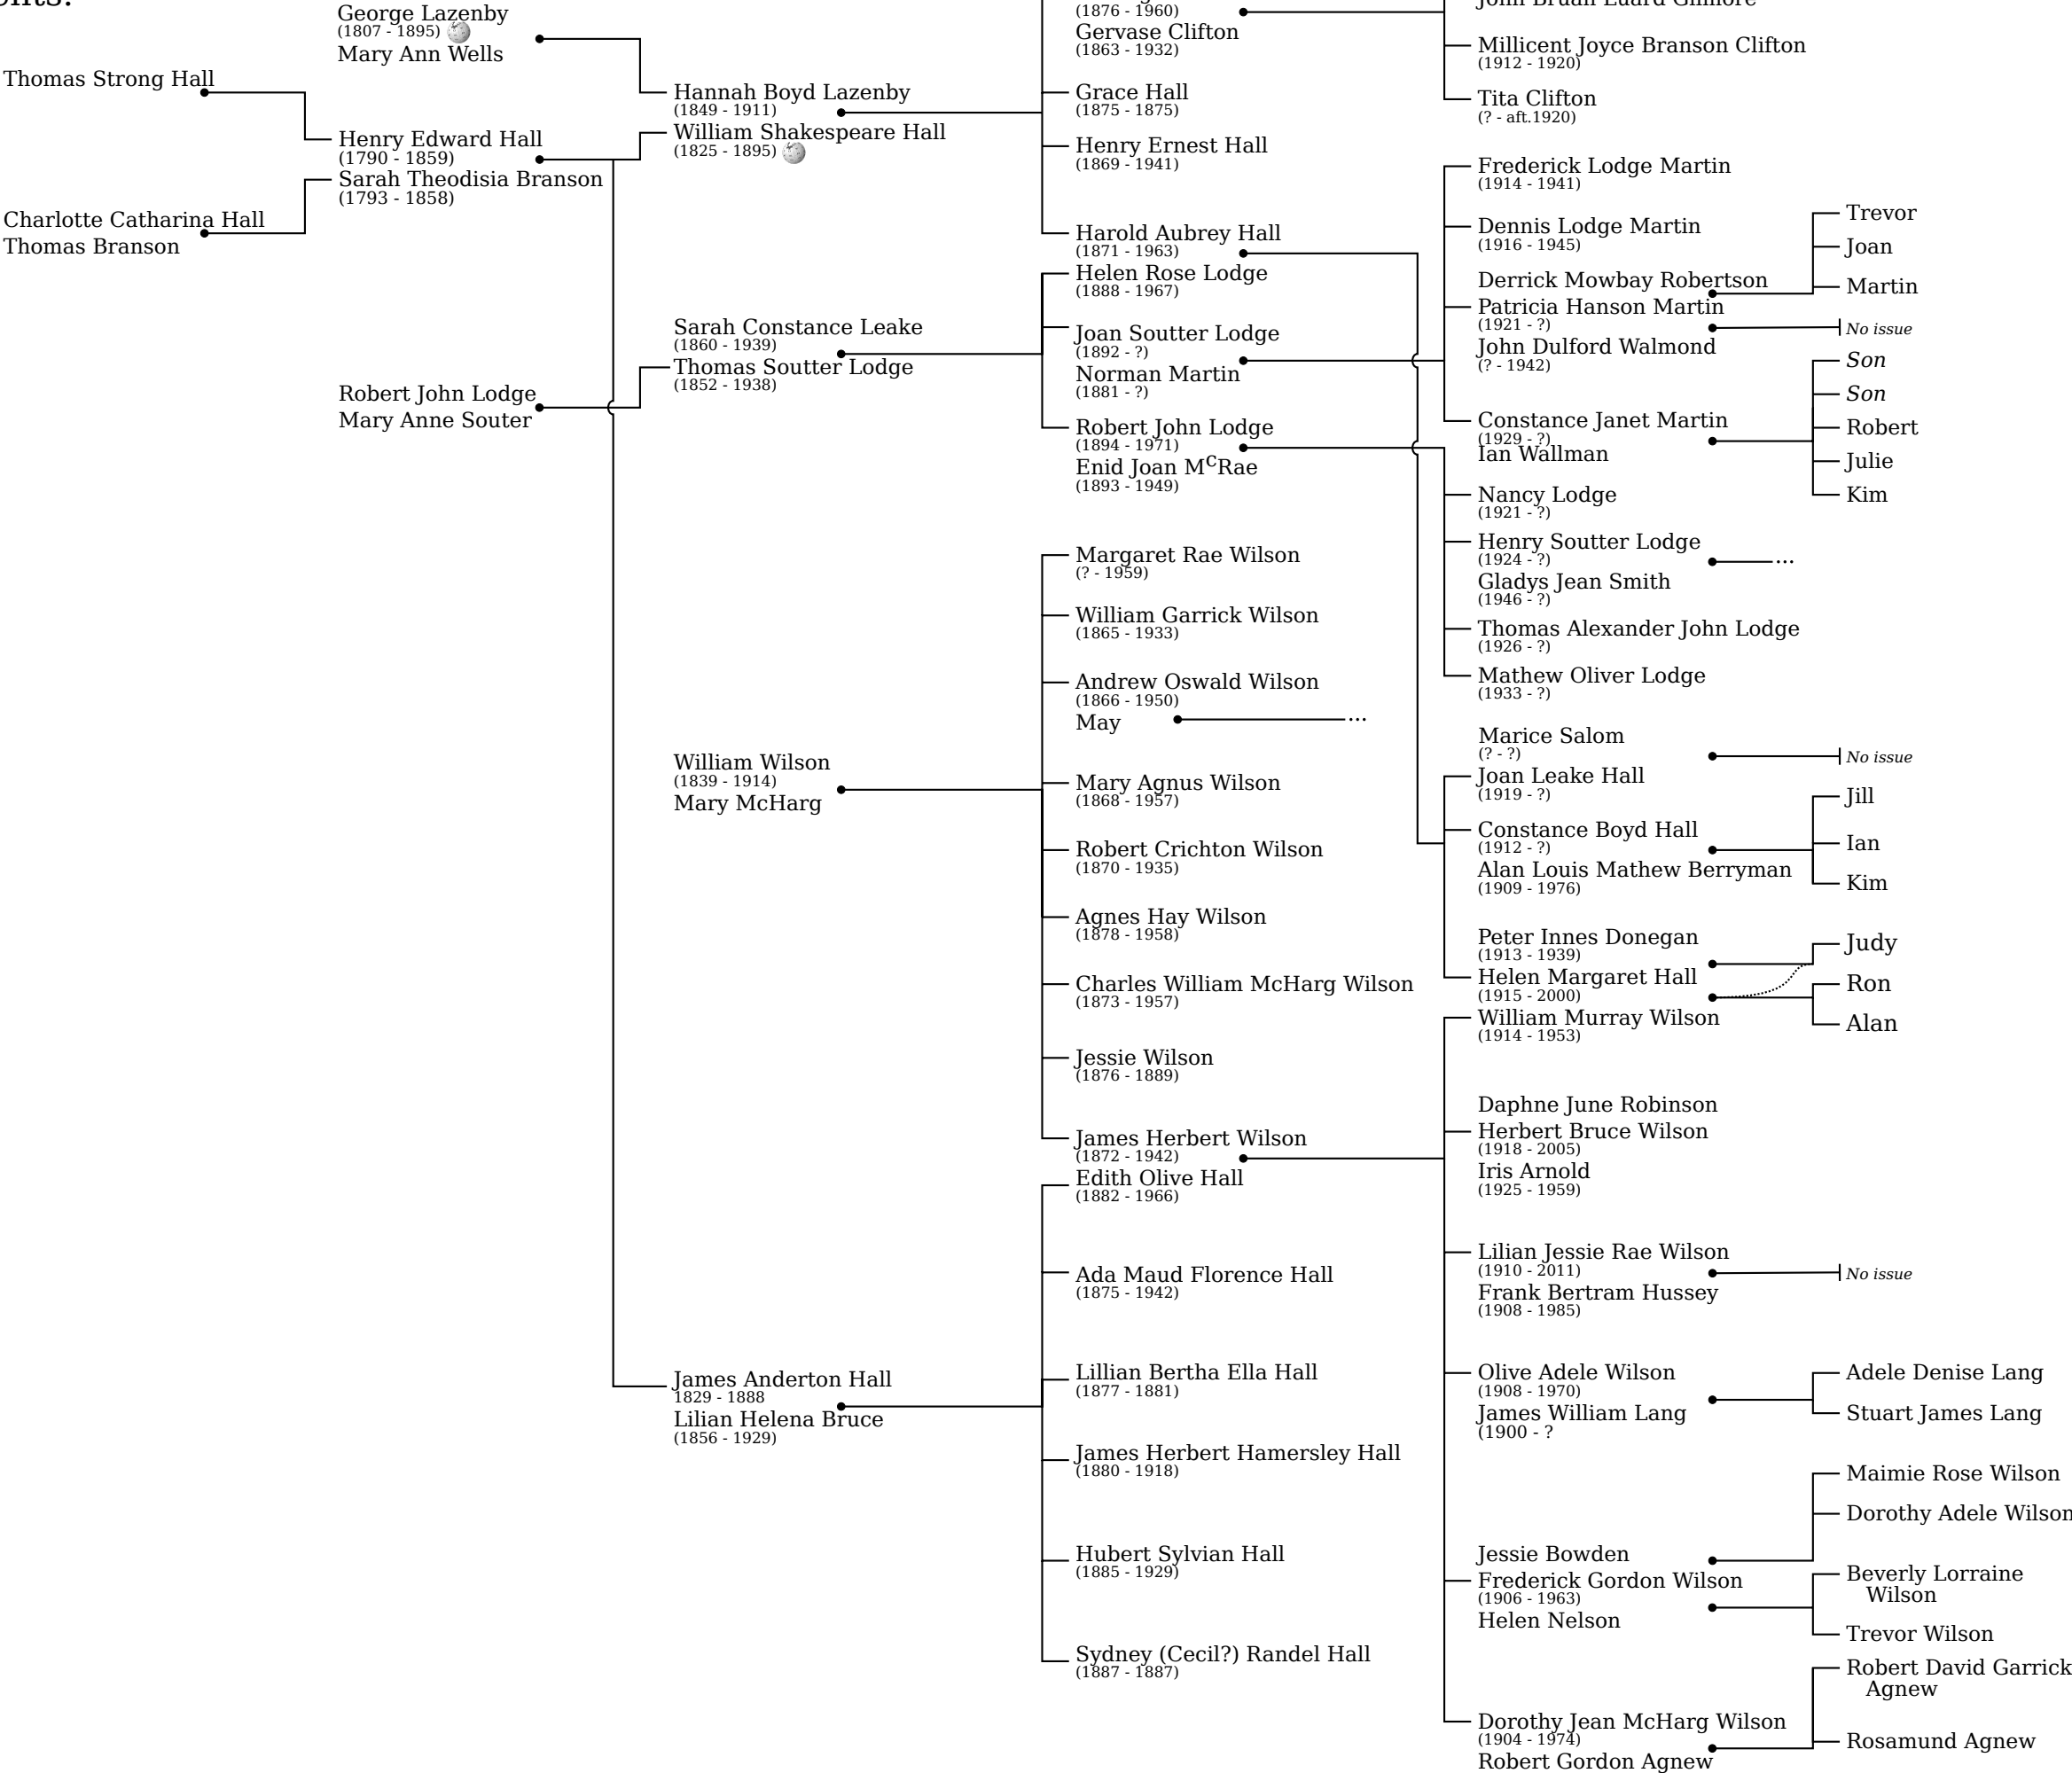 George Lazenby
(1807 - 1895)
Mary Ann Wells
Thomas Strong Hall
Henry Edward Hall
(1790 - 1859)
Sarah Theodisia Branson
(1793 - 1858)
Charlotte Catharina Hall
Thomas Branson
Robert John Lodge
Mary Anne Souter
Hannah Boyd Lazenby
(1849 - 1911)
William Shakespeare Hall
(1825 - 1895)
Sarah Constance Leake
(1860 - 1939)
Thomas Soutter Lodge
(1852 - 1938)
William Wilson
(1839 - 1914)
Mary McHarg
James Anderton Hall
1829 - 1888
Lilian Helena Bruce
(1856 - 1929)
(1876 - 1960)
Gervase Clifton
(1863 - 1932)
Grace Hall
(1875 - 1875)
Henry Ernest Hall
(1869 - 1941)
Harold Aubrey Hall
(1871 - 1963)
Helen Rose Lodge
(1888 - 1967)
Joan Soutter Lodge
(1892 - ?)
Norman Martin
(1881 - ?)
Robert John Lodge
(1894 - 1971)
Enid Joan McRae
(1893 - 1949)
Margaret Rae Wilson
(? - 1959)
William Garrick Wilson
(1865 - 1933)
Andrew Oswald Wilson
(1866 - 1950)
May
...
Mary Agnus Wilson
(1868 - 1957)
Robert Crichton Wilson
(1870 - 1935)
Agnes Hay Wilson
(1878 - 1958)
Charles William McHarg Wilson
(1873 - 1957)
Jessie Wilson
(1876 - 1889)
James Herbert Wilson
(1872 - 1942)
Edith Olive Hall
(1882 - 1966)
Ada Maud Florence Hall
(1875 - 1942)
Lillian Bertha Ella Hall
(1877 - 1881)
James Herbert Hamersley Hall
(1880 - 1918)
Hubert Sylvian Hall
(1885 - 1929)
Sydney (Cecil?) Randel Hall
(1887 - 1887)
John Bruan Luard Gilmore
Millicent Joyce Branson Clifton
(1912 - 1920)
Tita Clifton
(? - aft.1920)
Frederick Lodge Martin
(1914 - 1941)
Dennis Lodge Martin
(1916 - 1945)
Derrick Mowbay Robertson
Patricia Hanson Martin
(1921 - ?)
John Dulford Walmond
(? - 1942)
Constance Janet Martin
(1929 - ?)
Ian Wallman
Nancy Lodge
(1921 - ?)
Henry Soutter Lodge
(1924 - ?)
...
Gladys Jean Smith
(1946 - ?)
Thomas Alexander John Lodge
(1926 - ?)
Mathew Oliver Lodge
(1933 - ?)
Marice Salom
(? - ?)
Joan Leake Hall
(1919 - ?)
Constance Boyd Hall
(1912 - ?)
Alan Louis Mathew Berryman
(1909 - 1976)
Peter Innes Donegan
(1913 - 1939)
Helen Margaret Hall
(1915 - 2000)
William Murray Wilson
(1914 - 1953)
Daphne June Robinson
Herbert Bruce Wilson
(1918 - 2005)
Iris Arnold
(1925 - 1959)
Lilian Jessie Rae Wilson
(1910 - 2011)
Frank Bertram Hussey
(1908 - 1985)
Olive Adele Wilson
(1908 - 1970)
James William Lang
(1900 - ?
Jessie Bowden
Frederick Gordon Wilson
(1906 - 1963)
Helen Nelson
Dorothy Jean McHarg Wilson
(1904 - 1974)
Robert Gordon Agnew
Trevor
Joan
Martin
No issue
Son
Son
Robert
Julie
Kim
No issue
Jill
Ian
Kim
Judy
Ron
Alan
No issue
Adele Denise Lang
Stuart James Lang
Maimie Rose Wilson
Dorothy Adele Wilson
Beverly Lorraine
Wilson
Trevor Wilson
Robert David Garrick
Agnew
Rosamund Agnew